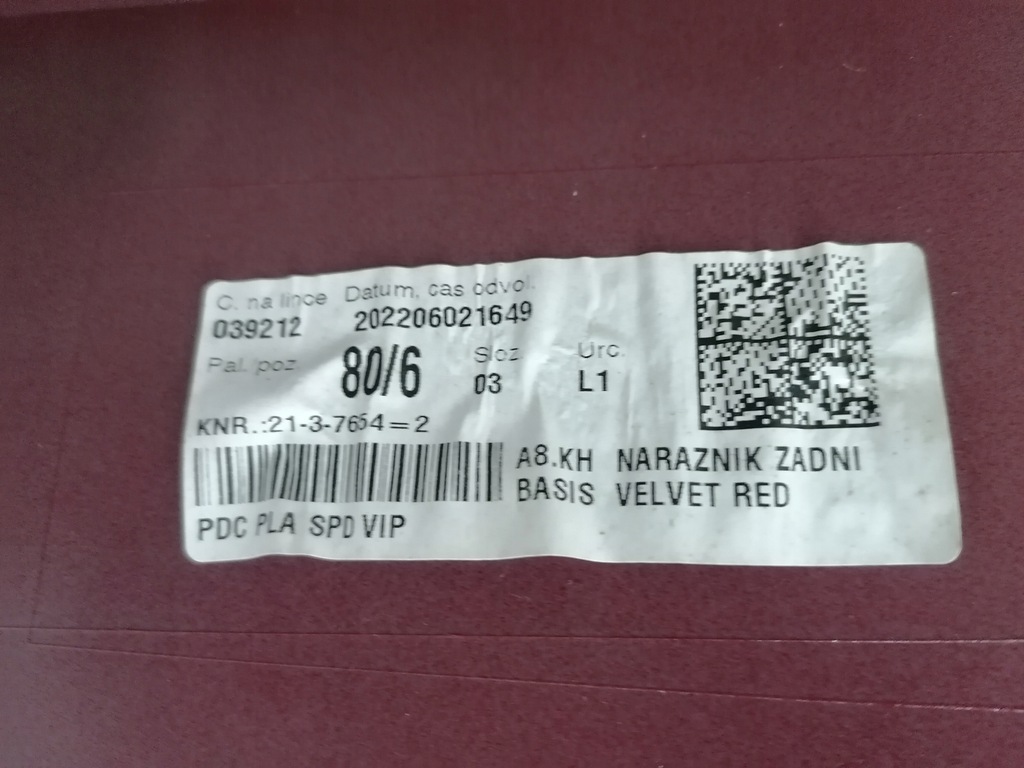 C. na lince Datum, cas odvol.
039212 202206021649
Pal. poz. 80/6 Sloz. 03 Urc. L1
KNR.:21-3-7654=2
A8.KH NARAZNIK ZADNI
BASIS VELVET RED
PDC PLA SPD VIP